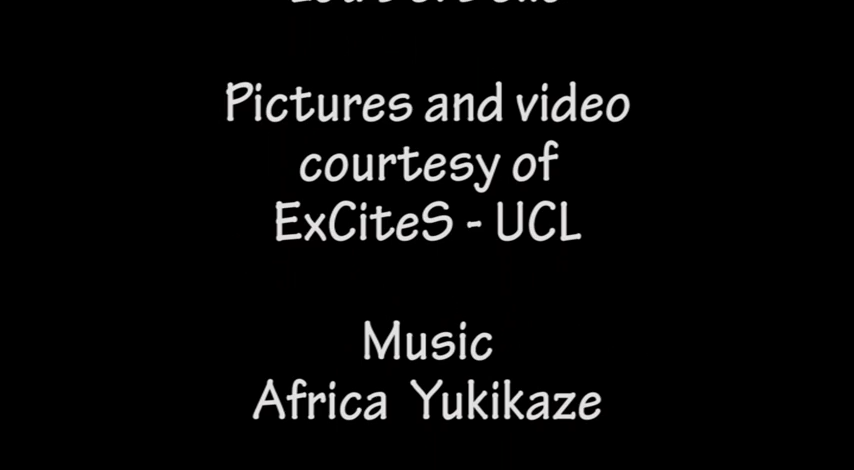 Pictures and video
courtesy of
ExCiteS - UCL
Music
Africa Yukikaze